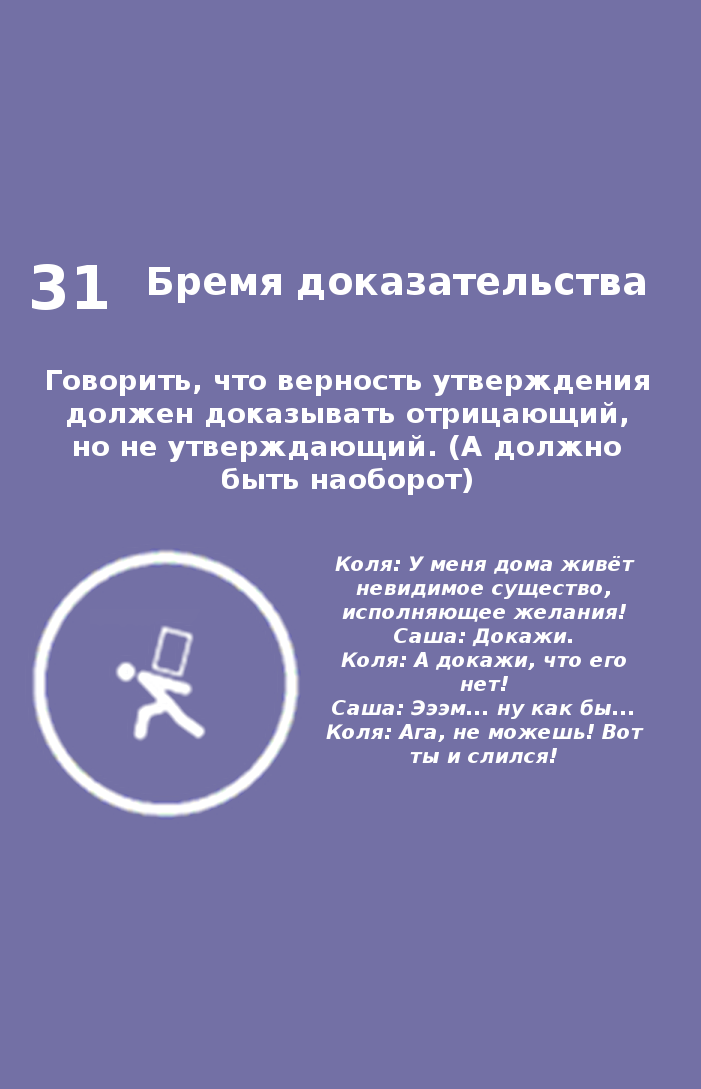 31 Бремя доказательства
Говорить, что верность утверждения
должен доказывать отрицающий,
но не утверждающий. (А должно
быть наоборот)
Коля: У меня дома живёт
невидимое существо,
исполняющее желания!
Саша: Докажи.
Коля: А докажи, что его
нет!
Саша: Эээм... ну как бы...
Коля: Ага, не можешь! Вот
ты и слился!